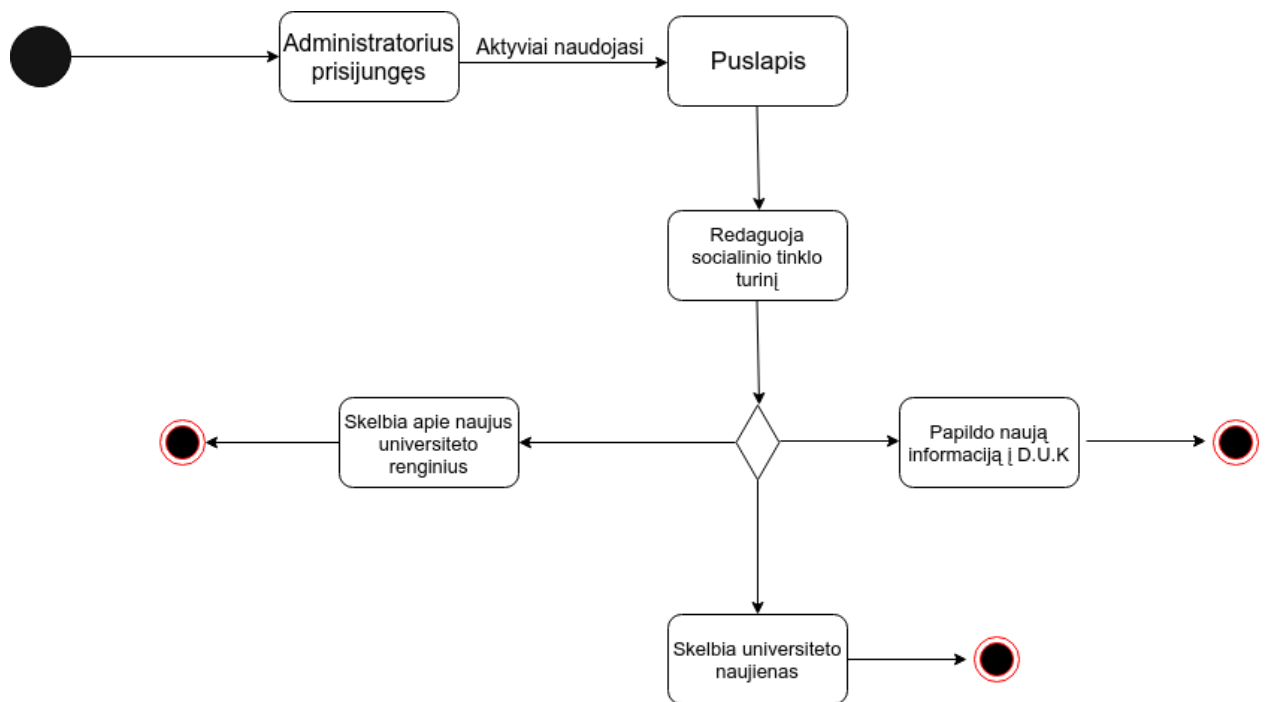 Administratorius
prisijungęs
Aktyviai naudojasi
Puslapis
Redaguoja
socialinio tinklo
turinį
Skelbia apie naujus
universiteto
renginius
Papildo naują
informaciją į D.U.K
Skelbia universiteto
naujienas